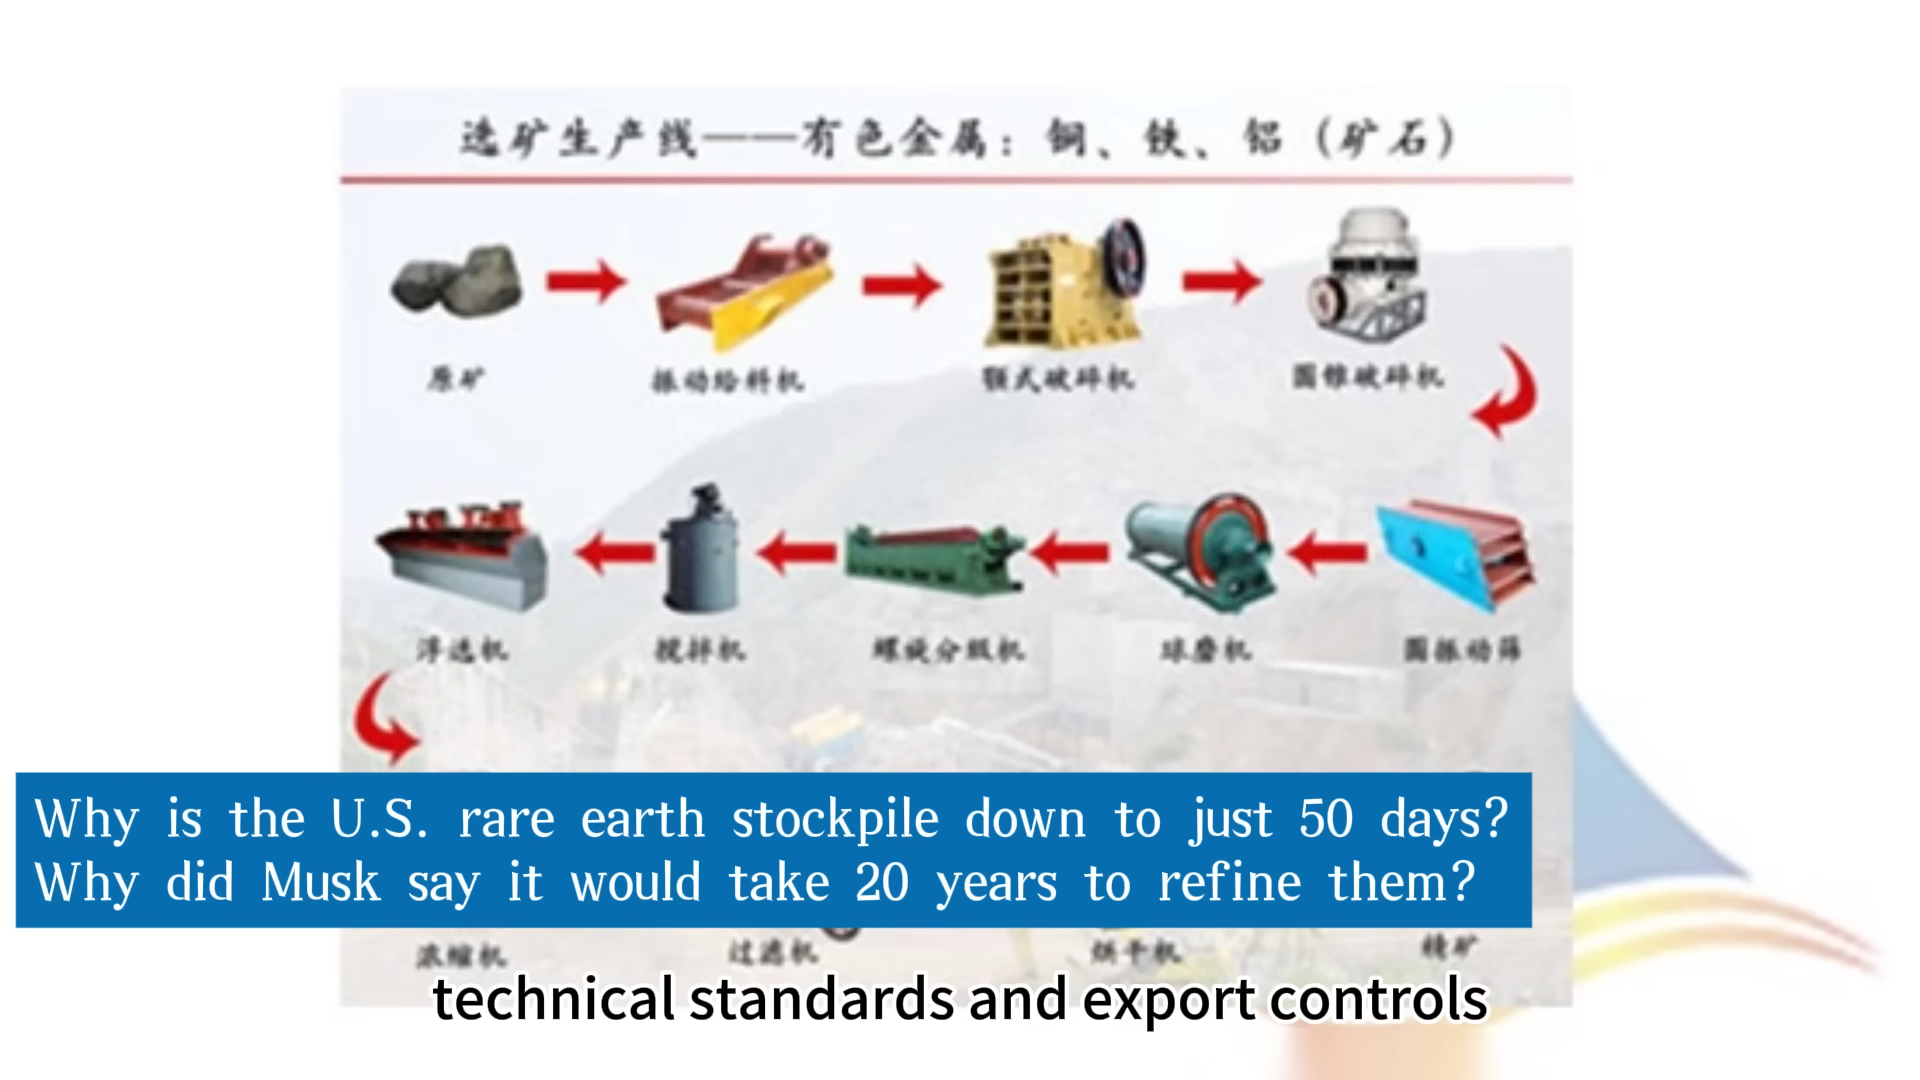 选矿生产线——有色金属：铜、铁、铝（矿石）
原矿
振动给料机
颚式破碎机
圆锥破碎机
浮选机
搅拌机
螺旋分级机
球磨机
圆振动筛
Why is the U.S. rare earth stockpile down to just 50 days?
Why did Musk say it would take 20 years to refine them?
浓缩机
过滤机
烘干机
精矿
technical standards and export controls